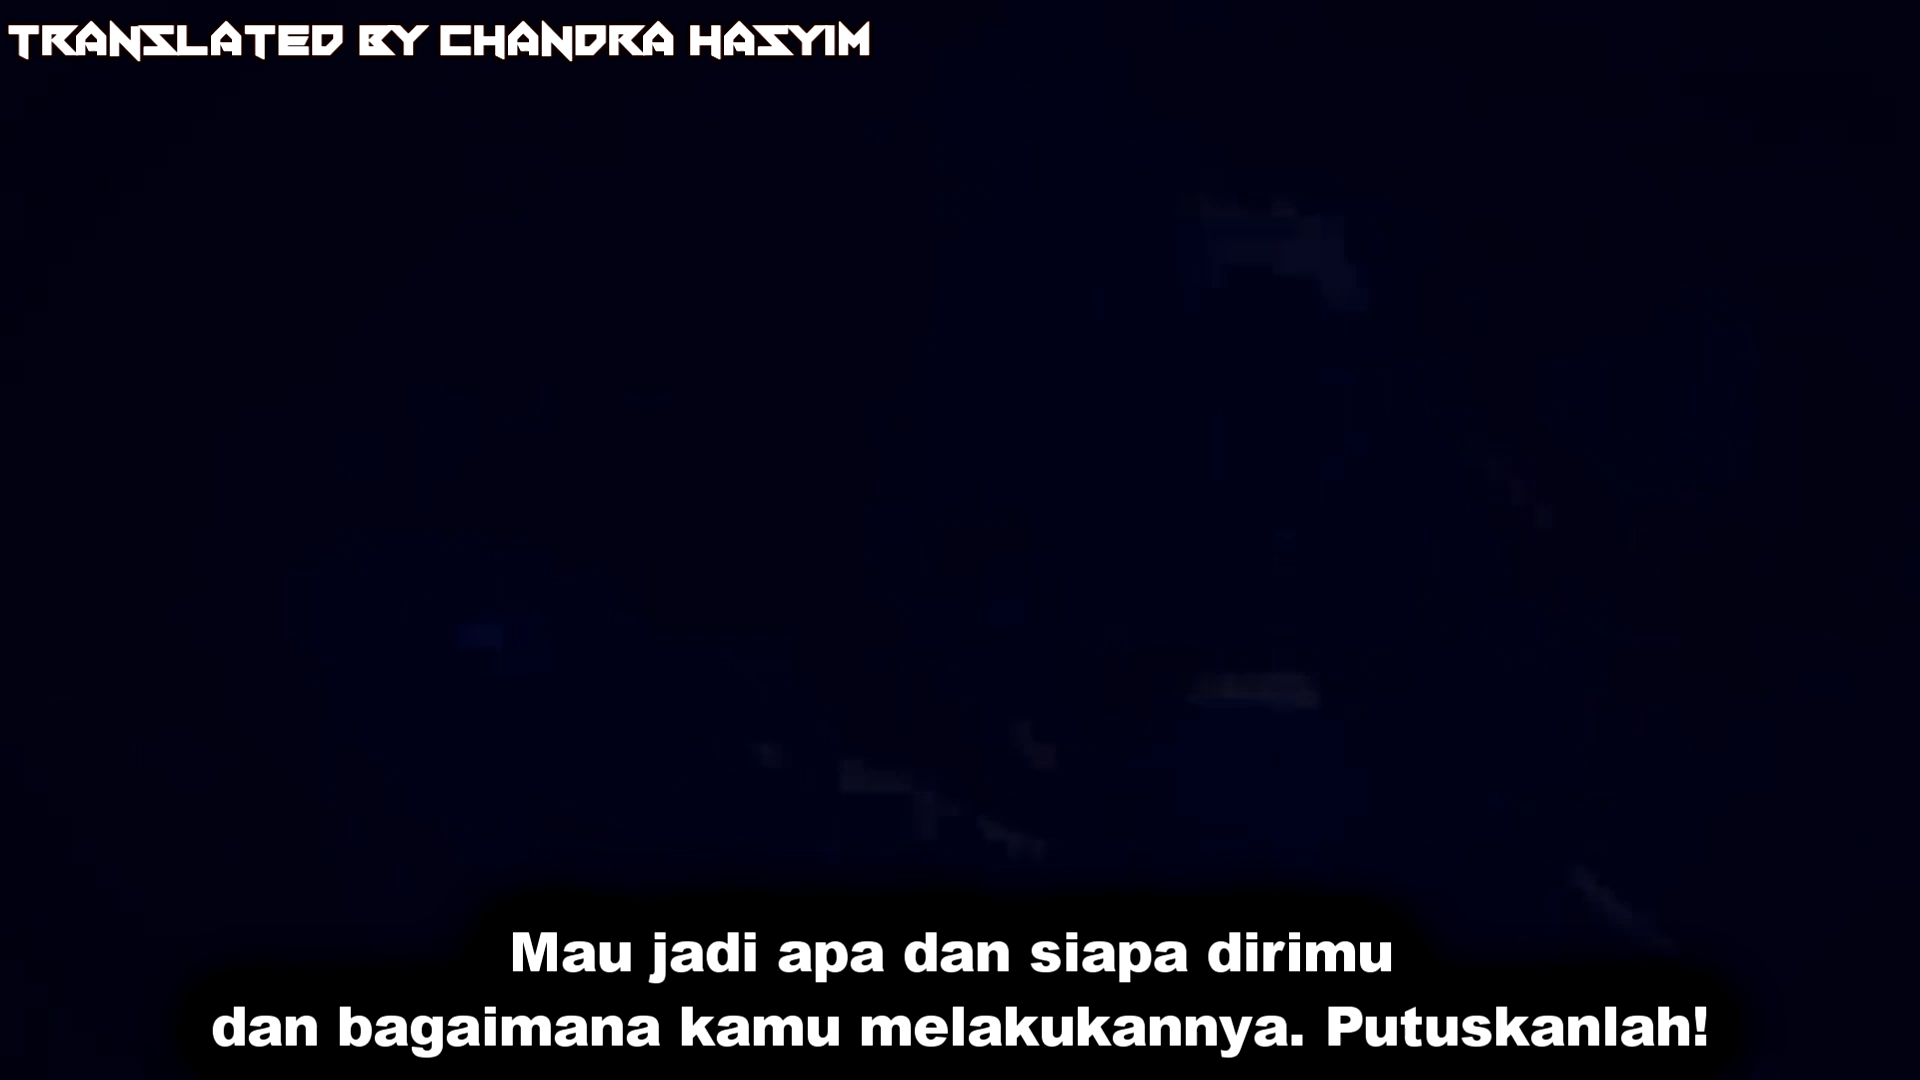 TRANSLATED BY CHANDRA HASYIM
Mau jadi apa dan siapa dirimu
dan bagaimana kamu melakukannya. Putuskanlah!